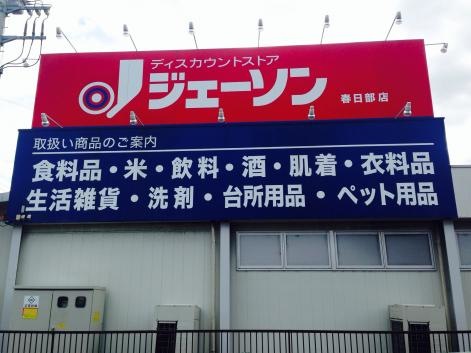 ディスカウントストア
ジェーソン
春日部店
取扱い商品のご案内
食料品・米・飲料・酒・肌着・衣料品
生活雑貨・洗剤・台所用品・ペット用品